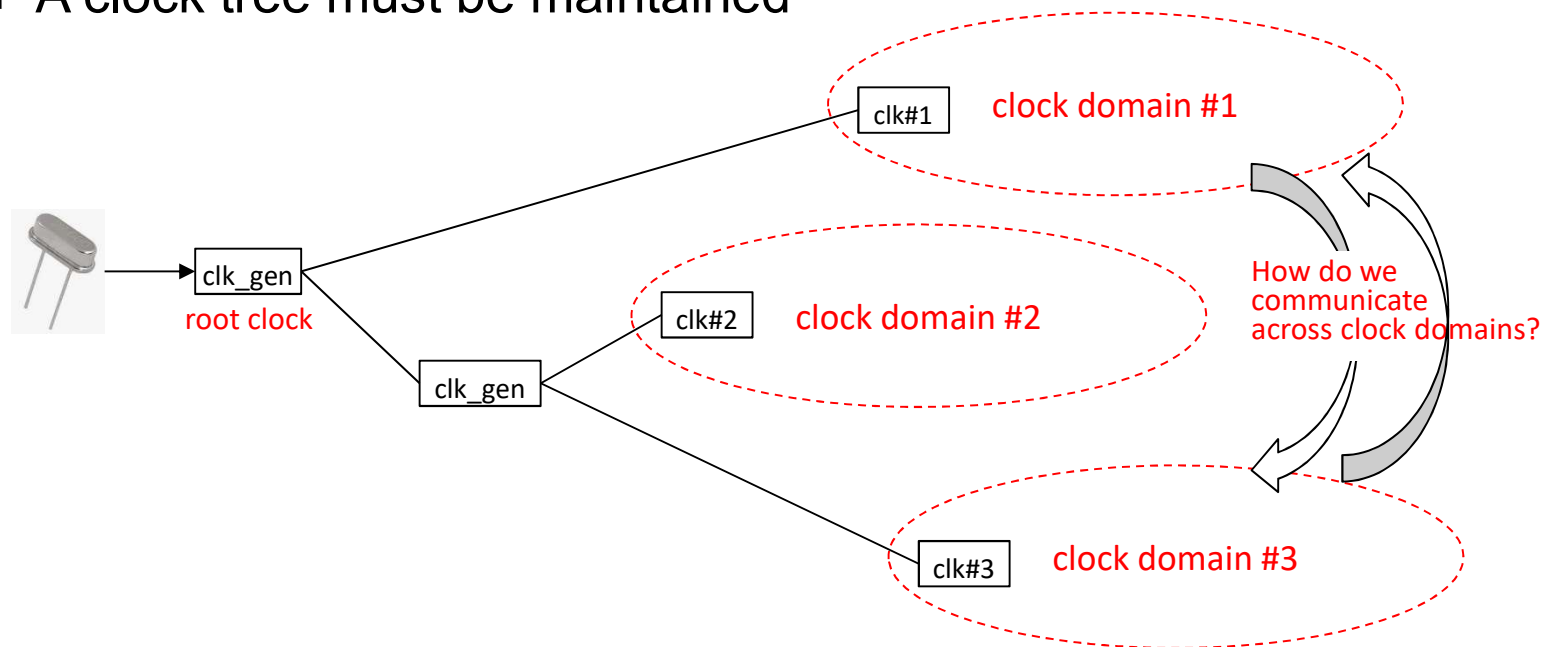 A clock tree must be maintained
clk#1
clock domain #1
clk_gen
root clock
clk#2
clock domain #2
How do we
communicate
across clock domains?
clk_gen
clk#3
clock domain #3